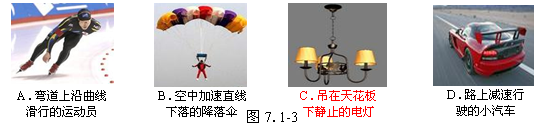 A.弯道上沿曲线
滑行的运动员
B.空中加速直线
下落的降落伞
C.吊在天花板
下静止的电灯
D.路上减速行
驶的小汽车
图 7.1-3